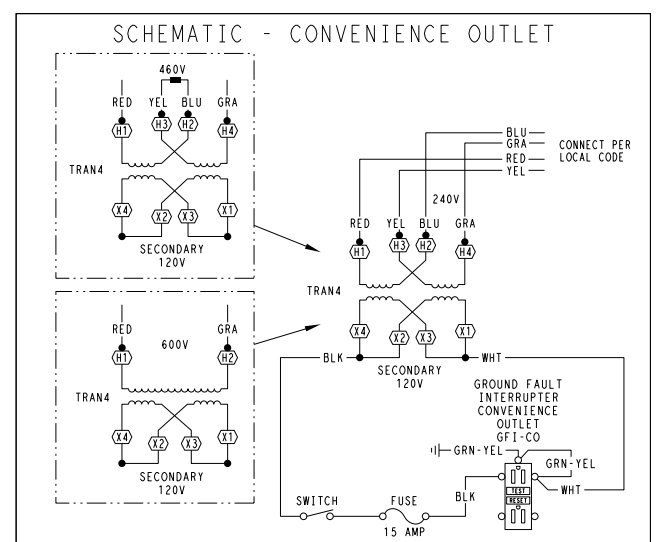 SCHEMATIC - CONVENIENCE OUTLET
460V
RED YEL BLU GRA
H1 H3 H2 H4
TRAN4
X4 X2 X3 X1
SECONDARY
120V
RED GRA
600V
H1 H2
TRAN4
X4 X2 X3 X1
SECONDARY
120V
BLU
GRA
RED
YEL
CONNECT PER
LOCAL CODE
240V
RED YEL BLU GRA
H1 H3 H2 H4
TRAN4
X4 X2 X3 X1
BLK
WHT
SECONDARY
120V
GROUND FAULT
INTERRUPTER
CONVENIENCE
OUTLET
GFI-CO
GRN-YEL
GRN-YEL
BLK
WHT
TEST
RESET
SWITCH
FUSE
15 AMP